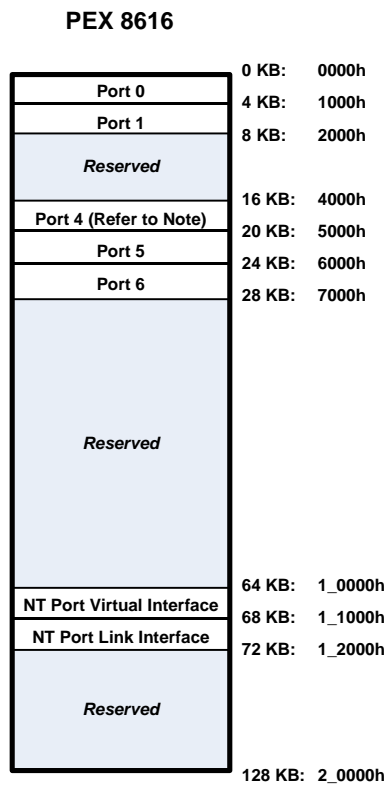 PEX 8616
0 KB: 0000h
Port 0
4 KB: 1000h
Port 1
8 KB: 2000h
Reserved
16 KB: 4000h
Port 4 (Refer to Note)
20 KB: 5000h
Port 5
24 KB: 6000h
Port 6
28 KB: 7000h
Reserved
64 KB: 1_0000h
NT Port Virtual Interface
68 KB: 1_1000h
NT Port Link Interface
72 KB: 1_2000h
Reserved
128 KB: 2_0000h